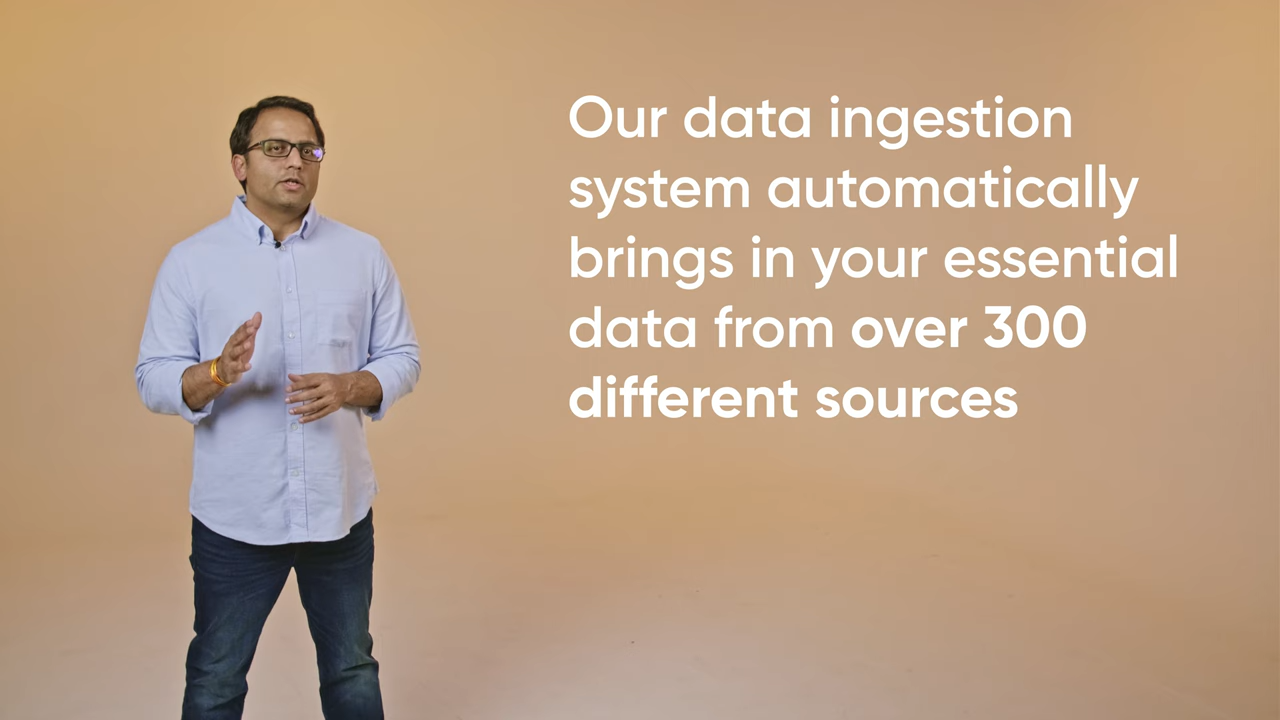 Our data ingestion
system automatically
brings in your essential
data from over 300
different sources